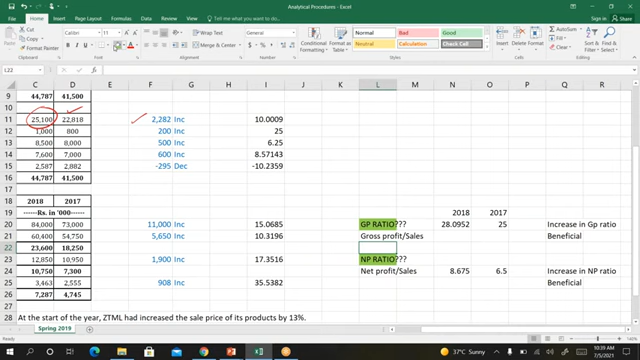 Analytical Procedures - Excel
File Home Insert Page Layout Formulas Data Review View Help Tell me what you want to do
Cut
Copy
Format Painter
Paste
Clipboard
Calibri 11
Font
Wrap Text
Merge & Center
Alignment
General
Number
Conditional Formatting
Format as Table
Normal Bad Good
Neutral Calculation Check Cell
Styles
Insert Delete Format
Cells
AutoSum
Fill
Clear
Sort & Filter
Find & Select
Editing
Share
L22
C D E F G H I J K L M N O P Q R
9 44,787 41,500
10
11 25,100 22,818 2,282 Inc 10.0009
12 1,000 800 200 Inc 25
13 8,500 8,000 500 Inc 6.25
14 7,600 7,000 600 Inc 8.57143
15 2,587 2,882 -295 Dec -10.2359
16 44,787 41,500
17
18 2018 2017
19 ------Rs. in '000------ 2018 2017
20 84,000 73,000 11,000 Inc 15.0685 GP RATIO??? 28.0952 25 Increase in Gp ratio
21 60,400 54,750 5,650 Inc 10.3196 Gross profit/Sales Beneficial
22 23,600 18,250
23 12,850 10,950 1,900 Inc 17.3516 NP RATIO???
24 10,750 7,300 Net profit/Sales 8.675 6.5 Increase in NP ratio
25 3,463 2,555 908 Inc 35.5382 Beneficial
26 7,287 4,745
28 At the start of the year, ZTML had increased the sale price of its products by 13%.
Spring 2019
37°C Sunny
10:39 AM
7/5/2021